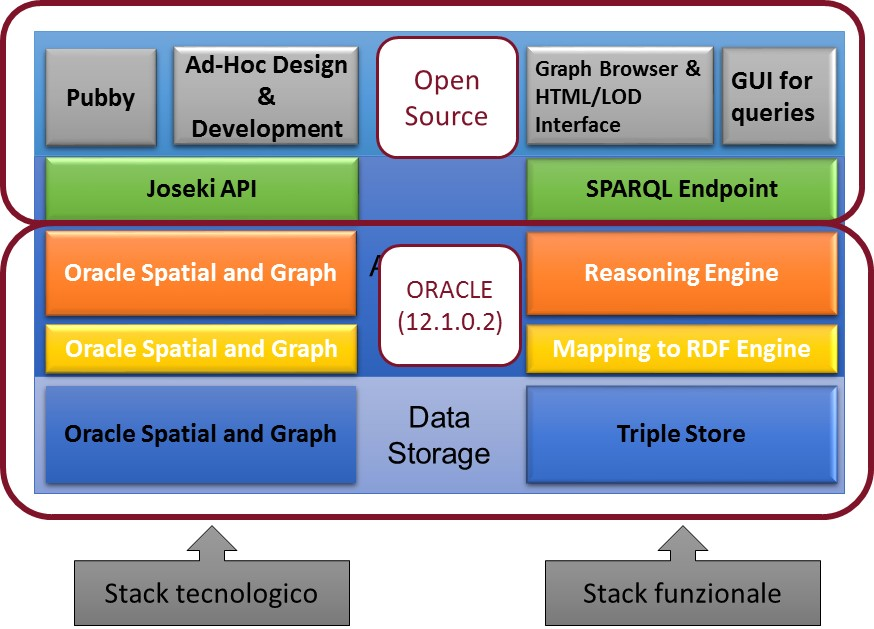 Pubby
Ad-Hoc Design
&
Development
Open
Source
Graph Browser &
HTML/LOD
Interface
GUI for
queries
Joseki API
SPARQL Endpoint
Oracle Spatial and Graph
ORACLE
(12.1.0.2)
Reasoning Engine
Oracle Spatial and Graph
Mapping to RDF Engine
Oracle Spatial and Graph
Data
Storage
Triple Store
Stack tecnologico
Stack funzionale